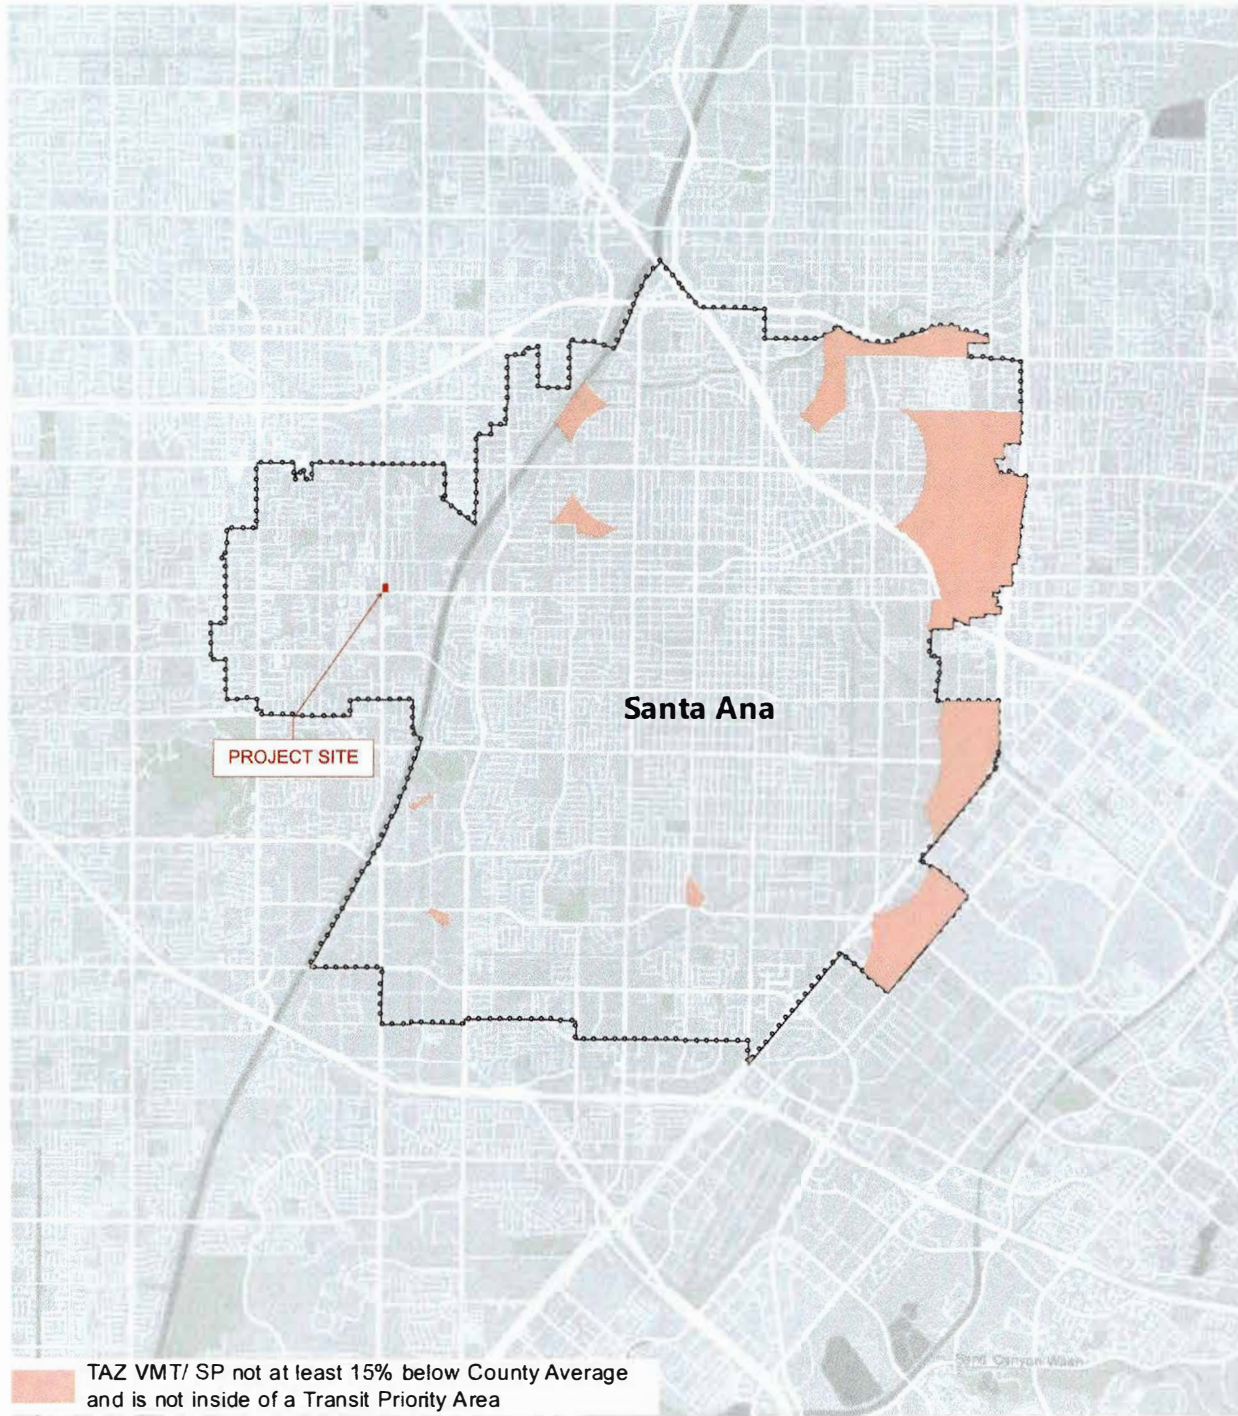 Santa Ana
PROJECT SITE
Sand Canyon Wash
TAZ VMT/ SP not at least 15% below County Average
and is not inside of a Transit Priority Area